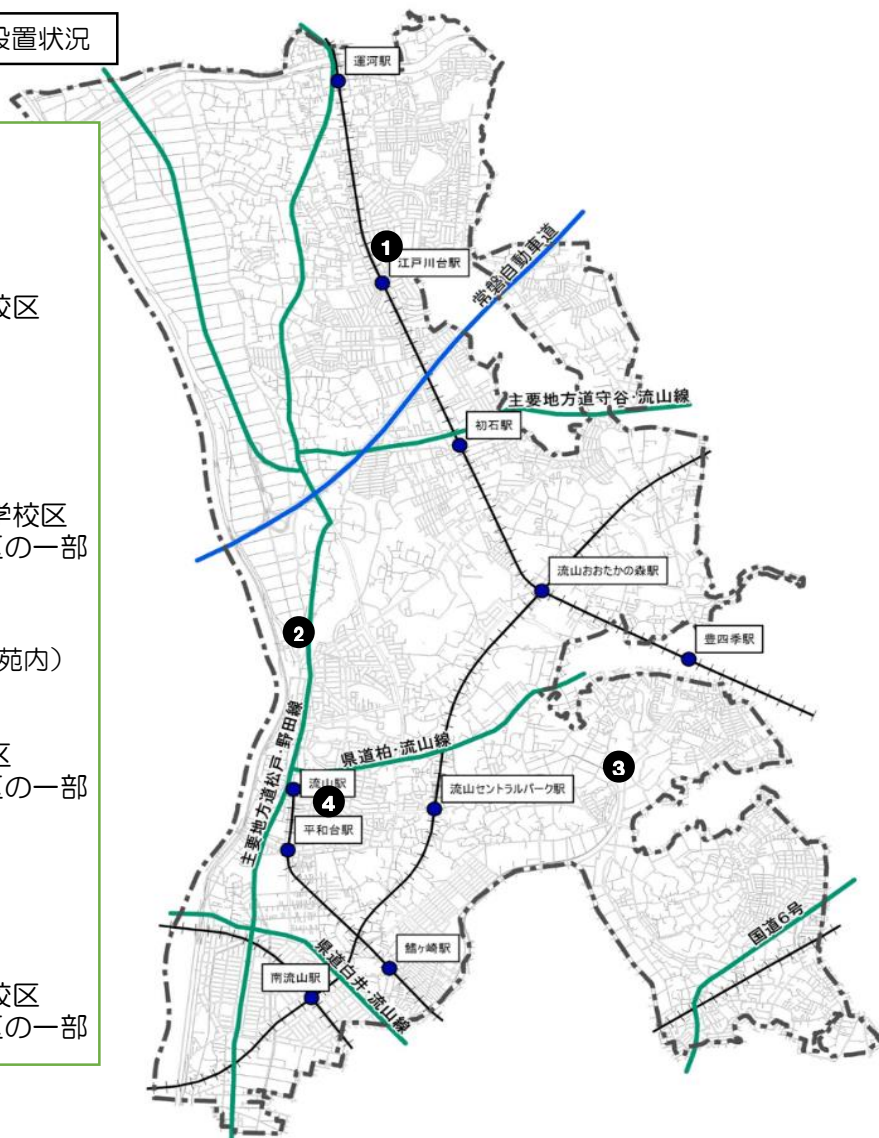 設置状況
校区
学校区
区の一部
苑内）
区
区の一部
校区
区の一部
運河駅
1
江戸川台駅
常磐自動車道
主要地方道守谷・流山線
初石駅
流山おおたかの森駅
2
豊四季駅
主要地方道松戸・野田線
県道柏・流山線
3
流山駅
4
流山セントラルパーク駅
平和台駅
国道6号
鰭ヶ崎駅
県道白井・流山線
南流山駅